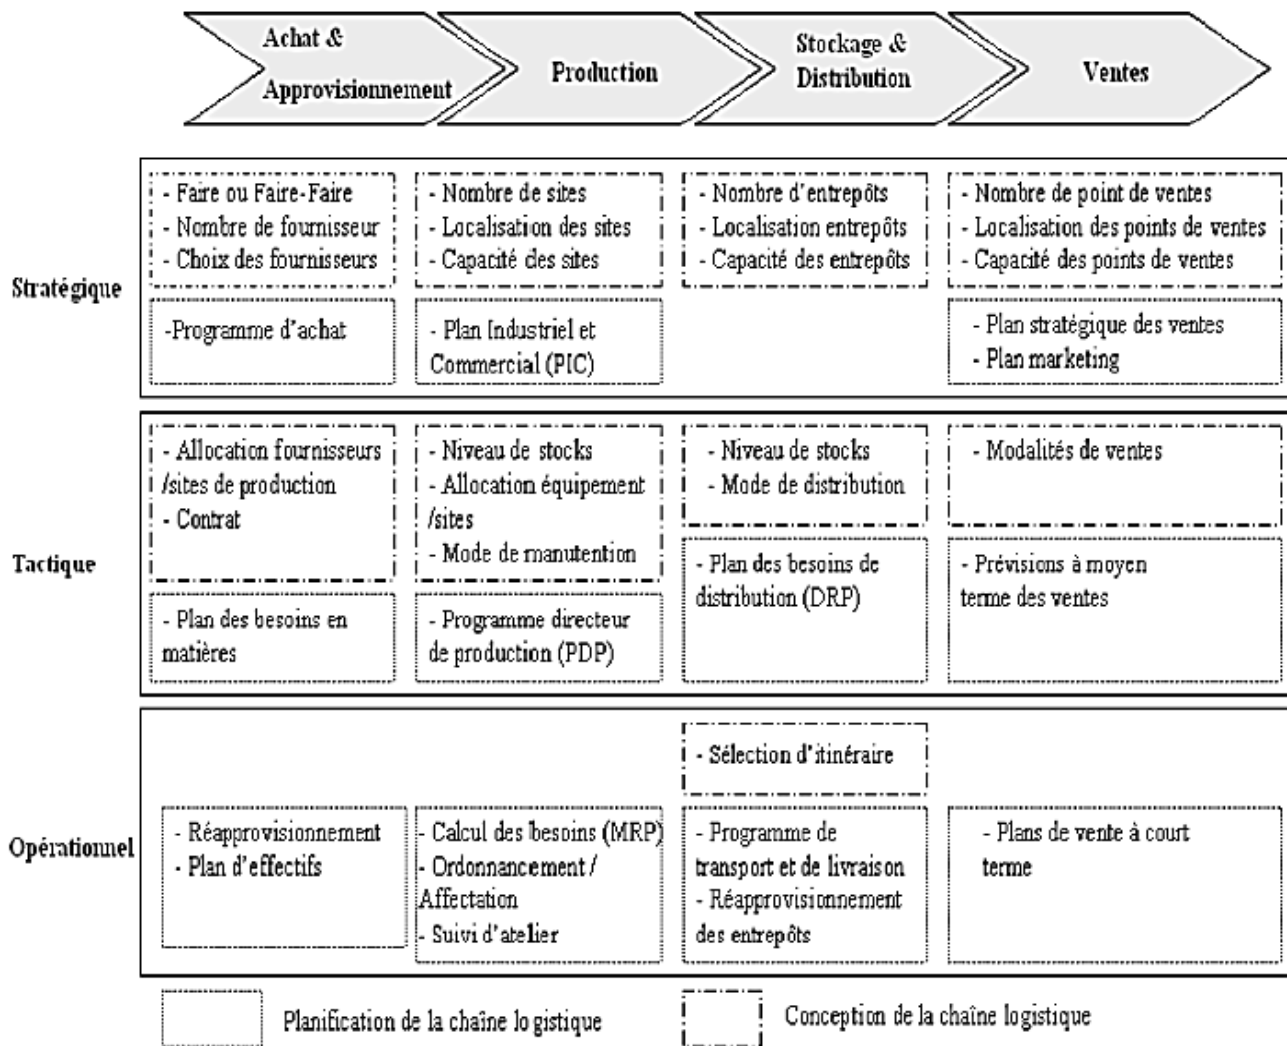 Achat &
Approvisionnement
Production
Stockage &
Distribution
Ventes
Stratégique
- Faire ou Faire-Faire
- Nombre de fournisseur
- Choix des fournisseurs
- Nombre de sites
- Localisation des sites
- Capacité des sites
- Nombre d'entrepôts
- Localisation entrepôts
- Capacité des entrepôts
- Nombre de point de ventes
- Localisation des points de ventes
- Capacité des points de ventes
-Programme d'achat
- Plan Industriel et
Commercial (PIC)
- Plan stratégique des ventes
- Plan marketing
Tactique
- Allocation fournisseurs
/sites de production
- Contrat
- Niveau de stocks
- Allocation équipement
/sites
- Mode de manutention
- Niveau de stocks
- Mode de distribution
- Modalités de ventes
- Plan des besoins en
matières
- Programme directeur
de production (PDP)
- Plan des besoins de
distribution (DRP)
- Prévisions à moyen
terme des ventes
Opérationnel
- Sélection d'itinéraire
- Réapprovisionnement
- Plan d'effectifs
- Calcul des besoins (MRP)
- Ordonnancement /
Affectation
- Suivi d'atelier
- Programme de
transport et de livraison
- Réapprovisionnement
des entrepôts
- Plans de vente à court
terme
Planification de la chaîne logistique
Conception de la chaîne logistique